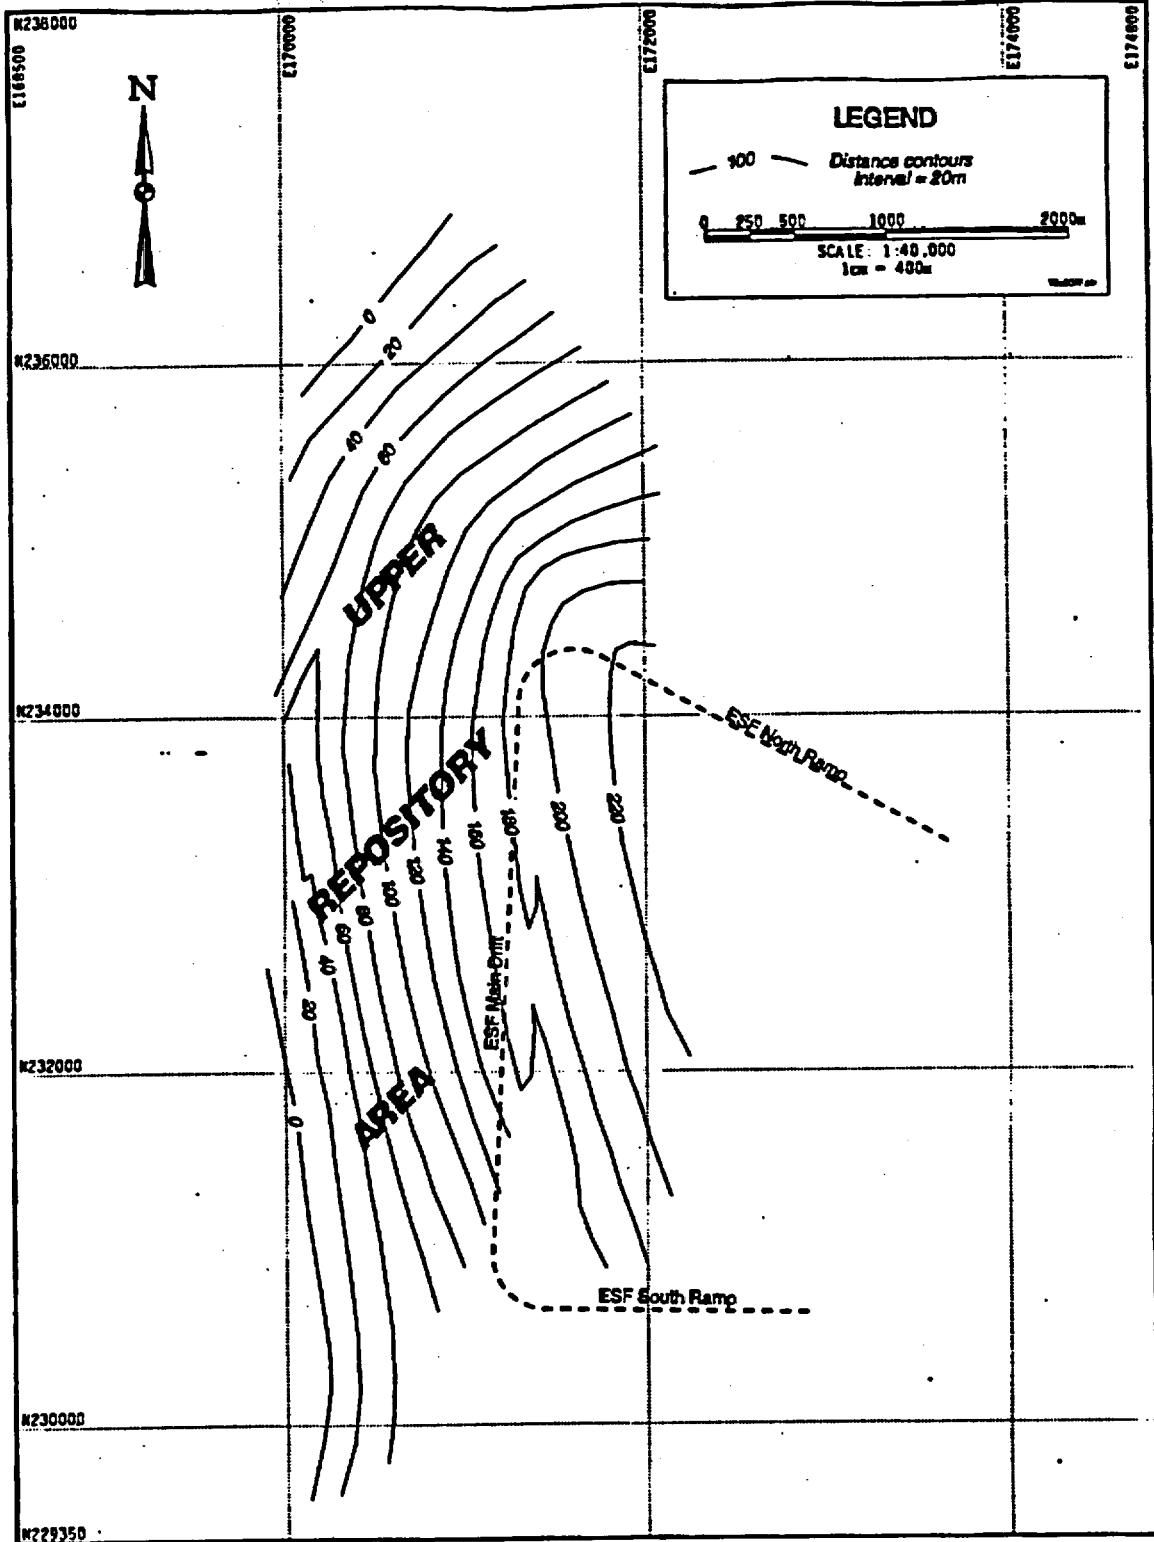 N238000
E168500
E170000
E172000
E174000
E174800
N
LEGEND
100 Distance contours
Interval = 20m
0 250 500 1000 2000m
SCALE: 1:40,000
1cm = 400m
0
20
N236000
40
60
UPPER
N234000
ESF North Ramp
REPOSITORY
220
200
180
160
140
120
100
80
60
40
20
ESF Main Drift
N232000
AREA
0
ESF South Ramp
N230000
N229350